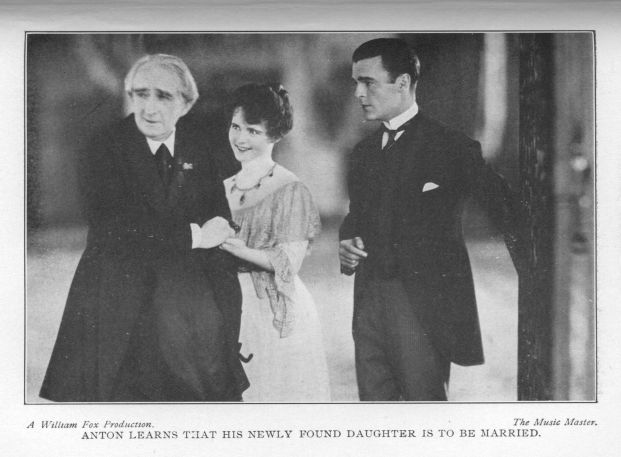 A William Fox Production.
The Music Master.
ANTON LEARNS THAT HIS NEWLY FOUND DAUGHTER IS TO BE MARRIED.